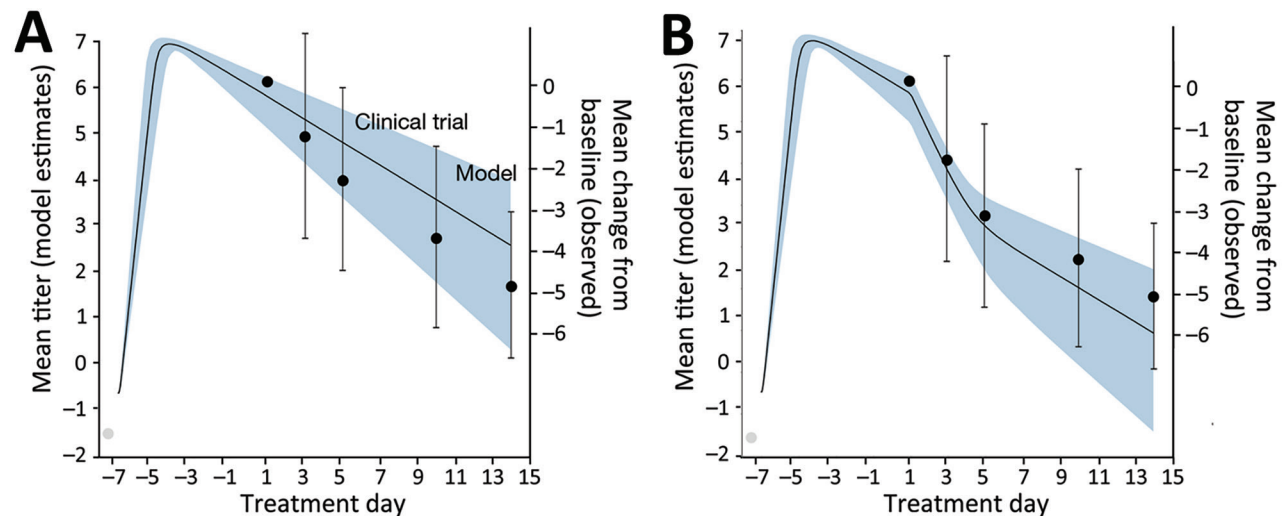 A
Mean titer (model estimates)
7
6
5
4
3
2
1
0
–1
–2
Clinical trial
Model
0
–1
–2
–3
–4
–5
–6
Mean change from
baseline (observed)
–7 –5 –3 –1 1 3 5 7 9 11 13 15
Treatment day
B
Mean titer (model estimates)
7
6
5
4
3
2
1
0
–1
–2
0
–1
–2
–3
–4
–5
–6
Mean change from
baseline (observed)
–7 –5 –3 –1 1 3 5 7 9 11 13 15
Treatment day